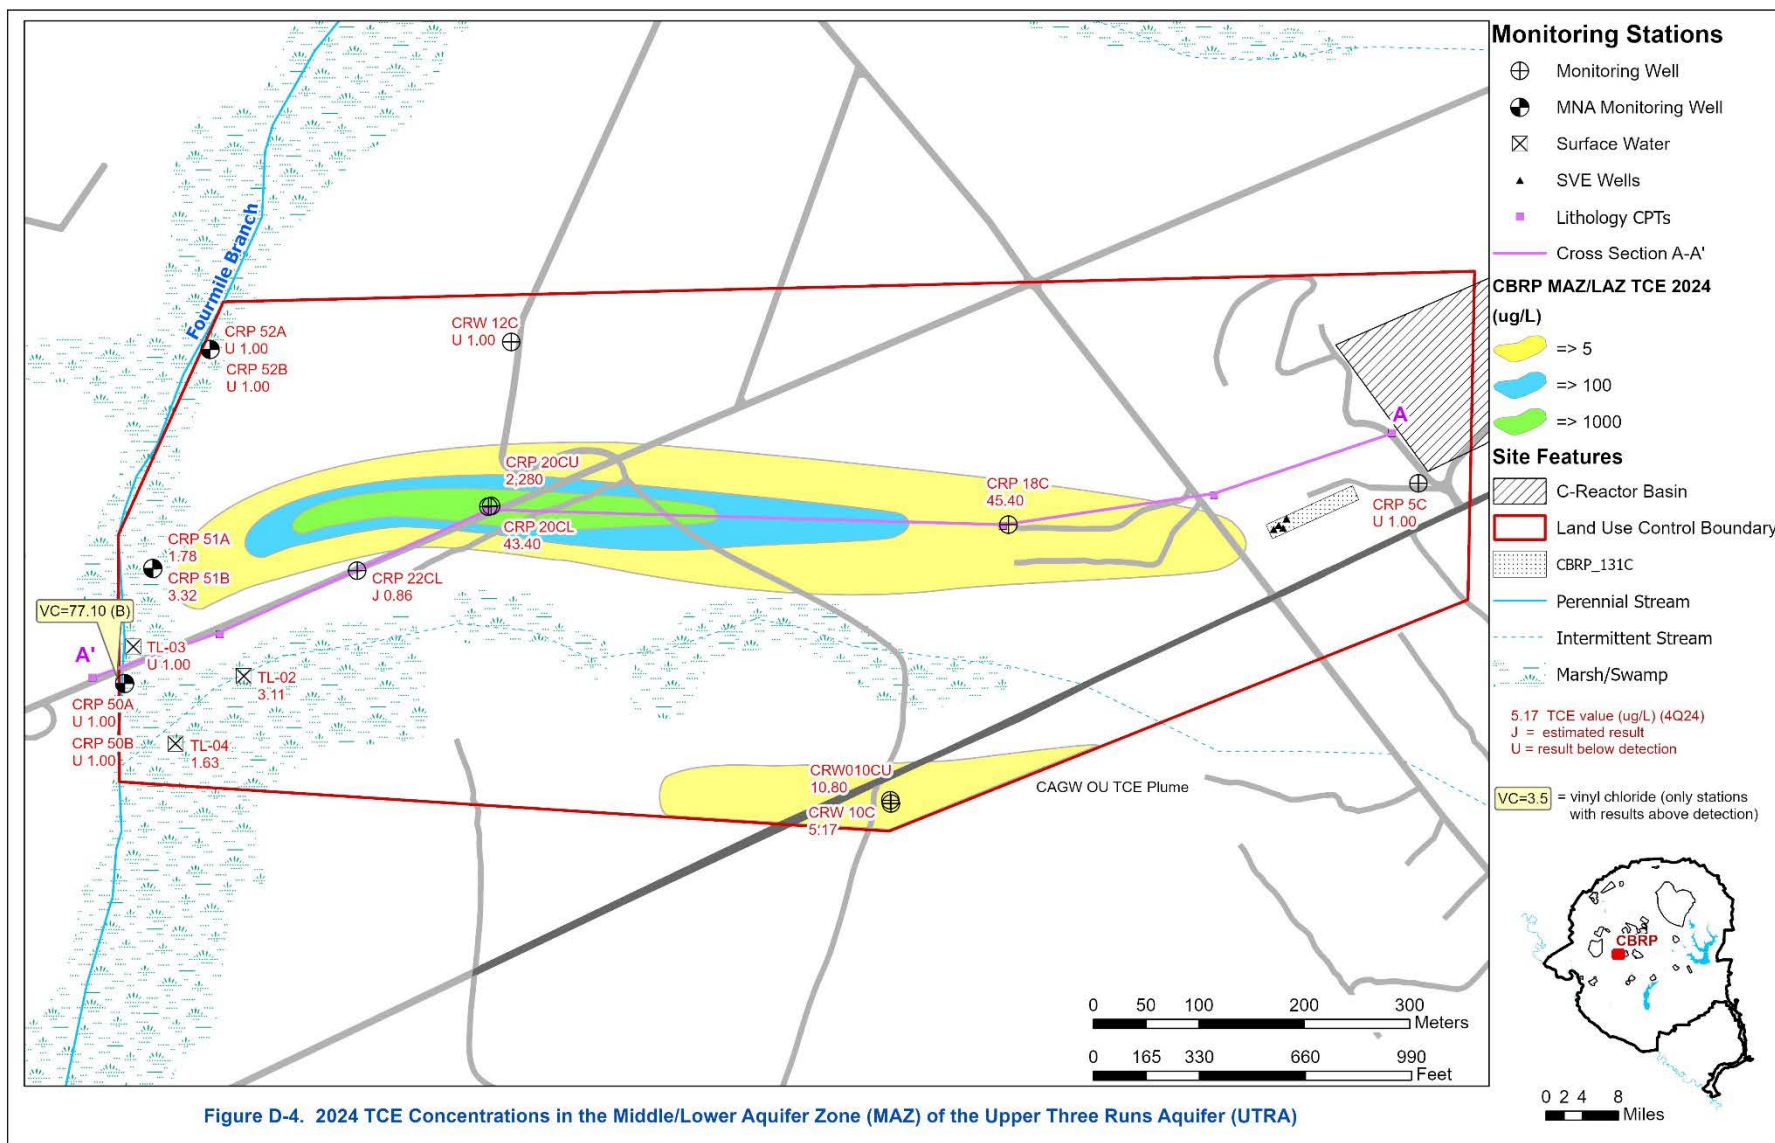 Fourmile Branch
CRP 52A
U 1.00
CRP 52B
U 1.00
CRW 12C
U 1.00
CRP 20CU
2,280
CRP 20CL
43.40
CRP 18C
45.40
A
CRP 5C
U 1.00
CRP 51A
1.78
CRP 51B
3.32
CRP 22CL
J 0.86
VC=77.10 (B)
A'
TL-03
U 1.00
TL-02
3.11
CRP 50A
U 1.00
CRP 50B
U 1.00
TL-04
1.63
CRW010CU
10.80
CRW 10C
5.17
CAGW OU TCE Plume
0 50 100 200 300
Meters
0 165 330 660 990
Feet
Figure D-4. 2024 TCE Concentrations in the Middle/Lower Aquifer Zone (MAZ) of the Upper Three Runs Aquifer (UTRA)
Monitoring Stations
Monitoring Well
MNA Monitoring Well
Surface Water
SVE Wells
Lithology CPTs
Cross Section A-A'
CBRP MAZ/LAZ TCE 2024
(ug/L)
=> 5
=> 100
=> 1000
Site Features
C-Reactor Basin
Land Use Control Boundary
CBRP_131C
Perennial Stream
Intermittent Stream
Marsh/Swamp
5.17 TCE value (ug/L) (4Q24)
J = estimated result
U = result below detection
VC=3.5 = vinyl chloride (only stations
with results above detection)
CBRP
0 2 4 8
Miles